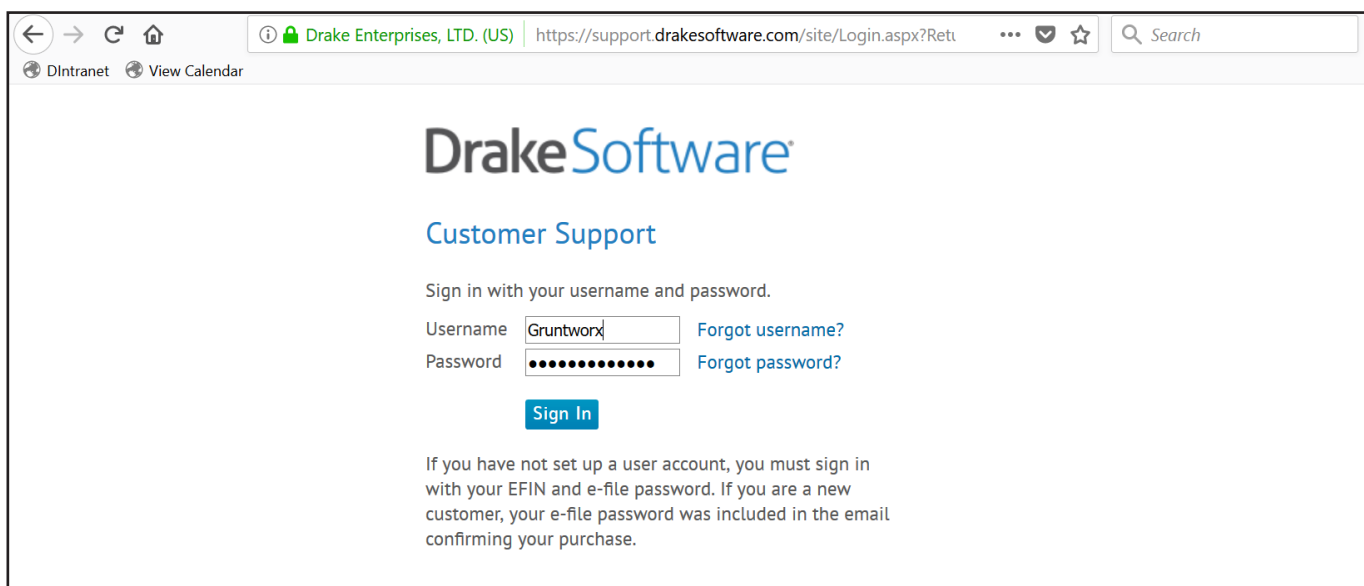 Drake Enterprises, LTD. (US) https://support.drakesoftware.com/site/Login.aspx?Retu ••• Search
DIntranet View Calendar
DrakeSoftware
Customer Support
Sign in with your username and password.
Username Gruntworx Forgot username?
Password ••••••••••••• Forgot password?
Sign In
If you have not set up a user account, you must sign in
with your EFIN and e-file password. If you are a new
customer, your e-file password was included in the email
confirming your purchase.